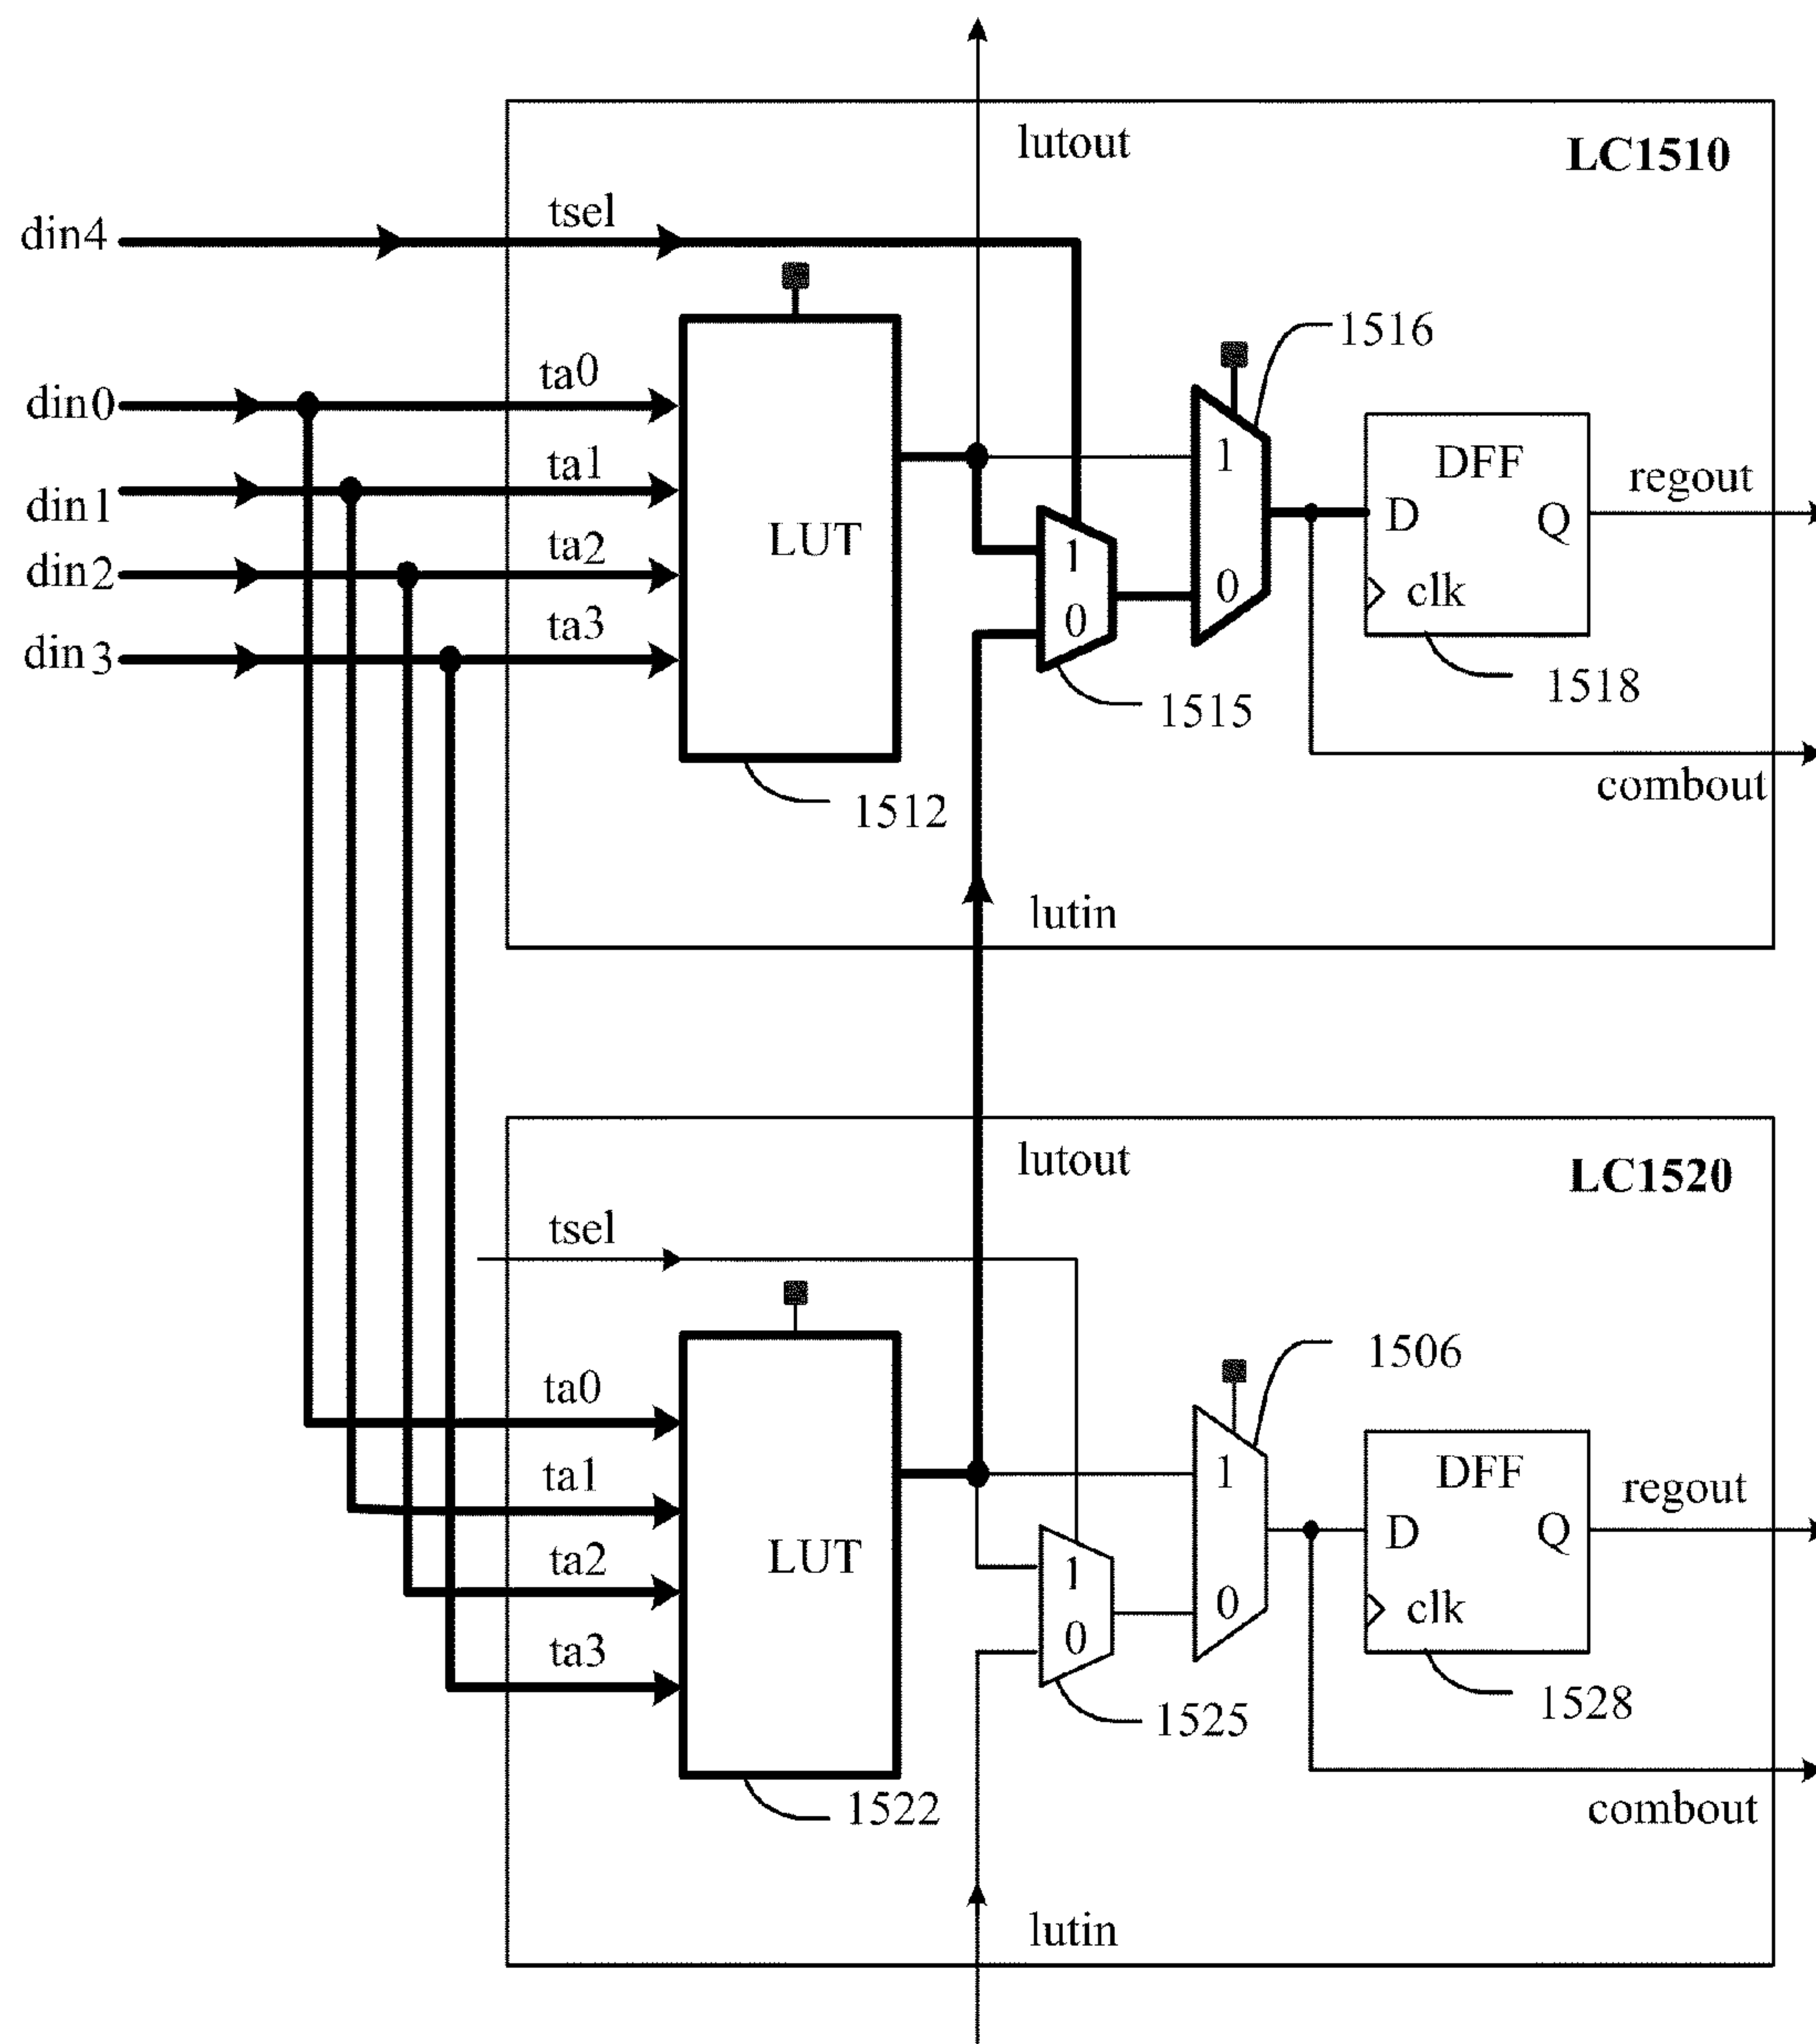 lutout
LC1510
tsel
din4
1516
ta0
din0
ta1
1
DFF
regout
din1
D
Q
LUT
ta2
1
din2
0
clk
0
ta3
din3
1518
1515
combout
1512
lutin
lutout
LC1520
tsel
1506
ta0
ta1
1
DFF
regout
D
Q
LUT
ta2
1
0
clk
0
ta3
1528
1525
1522
combout
lutin